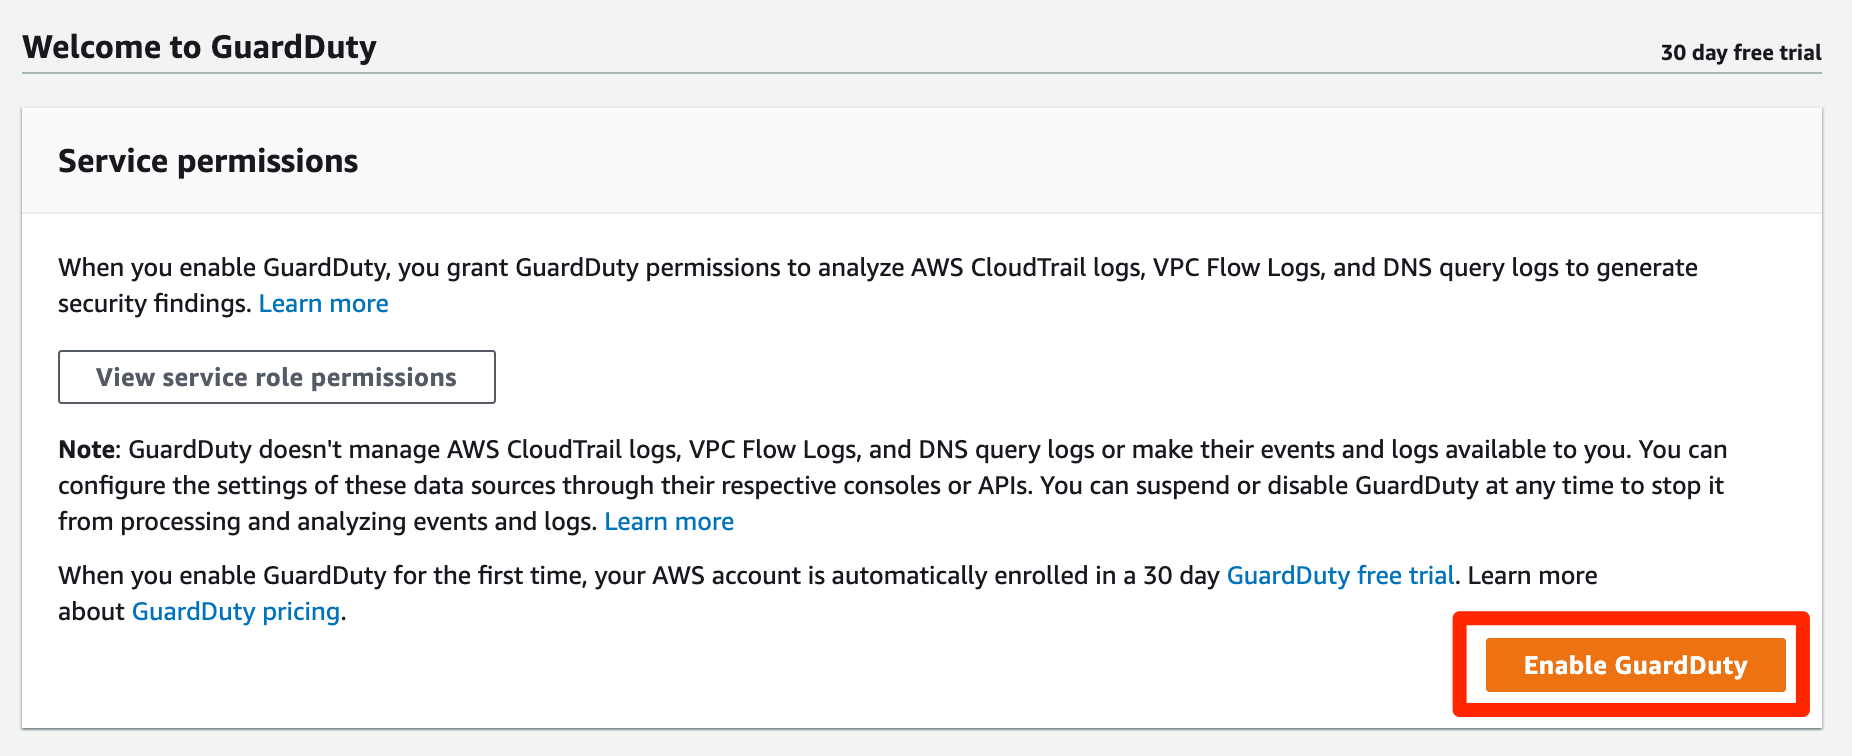 Welcome to GuardDuty
30 day free trial
Service permissions
When you enable GuardDuty, you grant GuardDuty permissions to analyze AWS CloudTrail logs, VPC Flow Logs, and DNS query logs to generate
security findings. Learn more
View service role permissions
Note: GuardDuty doesn't manage AWS CloudTrail logs, VPC Flow Logs, and DNS query logs or make their events and logs available to you. You can
configure the settings of these data sources through their respective consoles or APIs. You can suspend or disable GuardDuty at any time to stop it
from processing and analyzing events and logs. Learn more
When you enable GuardDuty for the first time, your AWS account is automatically enrolled in a 30 day GuardDuty free trial. Learn more
about GuardDuty pricing.
Enable GuardDuty